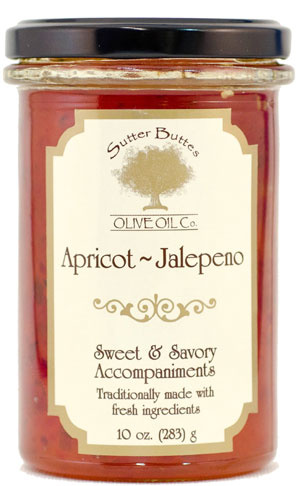 Sutter Buttes
OLIVE OIL Co.
Apricot ~ Jalepeno
Sweet & Savory
Accompaniments
Traditionally made with
fresh ingredients
10 oz. (283) g